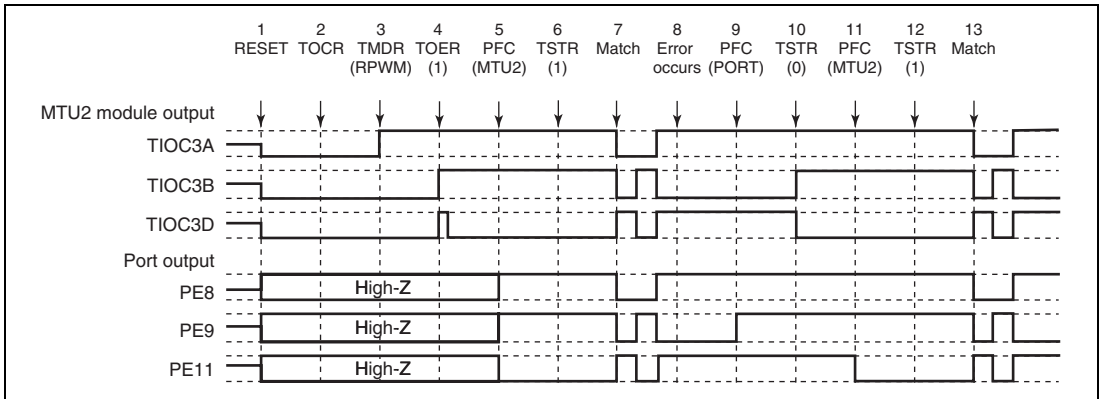 1 2 3 4 5 6 7 8 9 10 11 12 13
RESET TOCR TMDR TOER PFC TSTR Match Error PFC TSTR PFC TSTR Match
(RPWM) (1) (MTU2) (1) occurs (PORT) (0) (MTU2) (1)
MTU2 module output
TIOC3A
TIOC3B
TIOC3D
Port output
PE8 High-Z
PE9 High-Z
PE11 High-Z